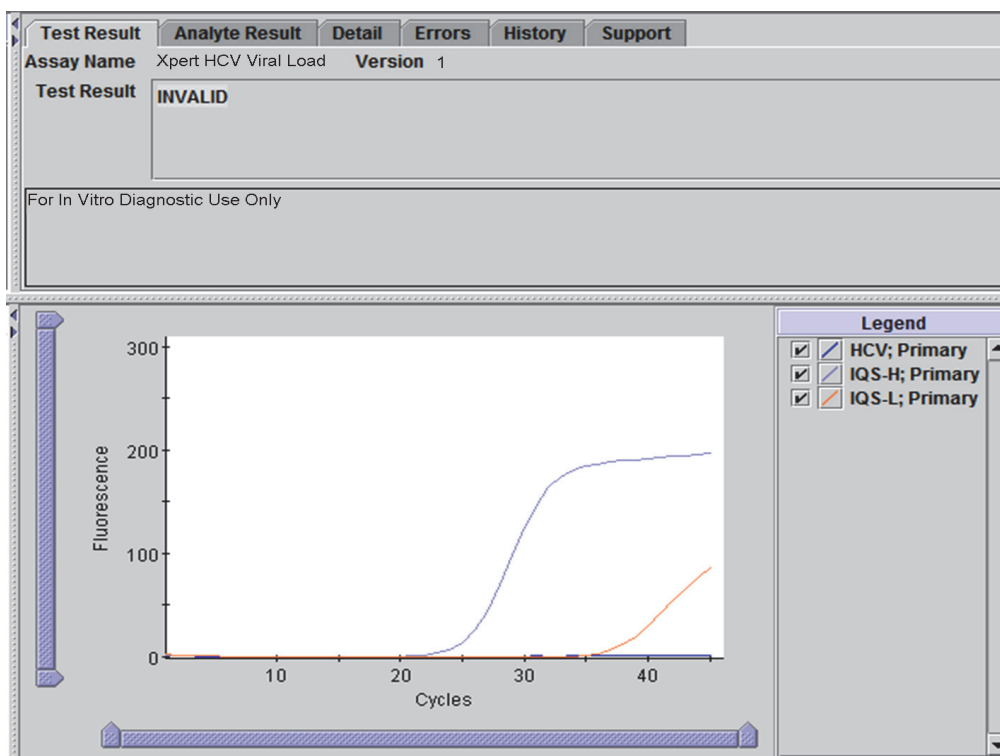 Test Result Analyte Result Detail Errors History Support
Assay Name Xpert HCV Viral Load Version 1
Test Result INVALID
For In Vitro Diagnostic Use Only
Legend
HCV; Primary
IQS-H; Primary
IQS-L; Primary
300
200
100
0
Fluorescence
10 20 30 40
Cycles